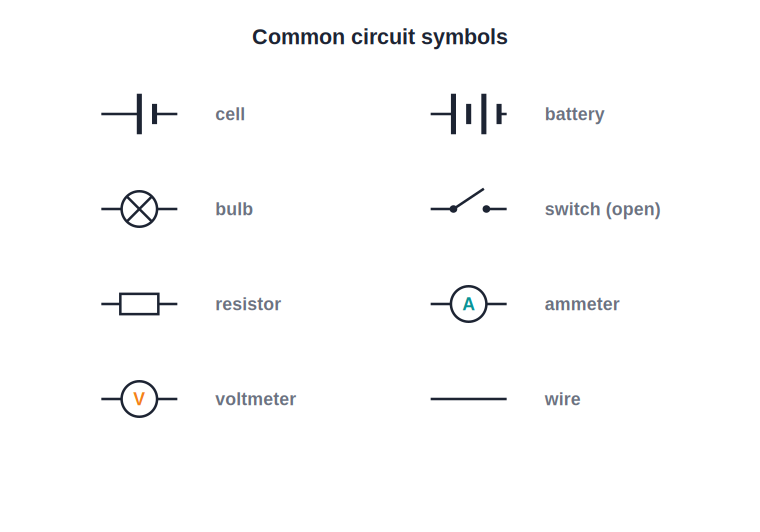 Common circuit symbols
cell
battery
bulb
switch (open)
resistor
A
ammeter
V
voltmeter
wire